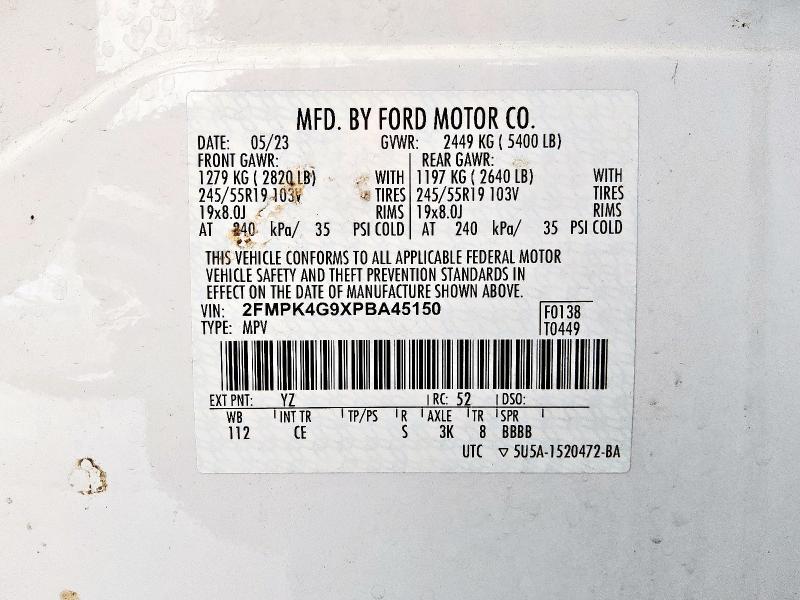 MFD. BY FORD MOTOR CO.
DATE: 05/23 GVWR: 2449 KG ( 5400 LB)
FRONT GAWR: REAR GAWR:
1279 KG ( 2820 LB) WITH 1197 KG ( 2640 LB) WITH
245/55R19 103V TIRES 245/55R19 103V TIRES
19x8.0J RIMS 19x8.0J RIMS
AT 240 kPa/ 35 PSI COLD AT 240 kPa/ 35 PSI COLD
THIS VEHICLE CONFORMS TO ALL APPLICABLE FEDERAL MOTOR
VEHICLE SAFETY AND THEFT PREVENTION STANDARDS IN
EFFECT ON THE DATE OF MANUFACTURE SHOWN ABOVE.
VIN: 2FMPK4G9XPBA45150 F0138
TYPE: MPV T0449
EXT PNT: YZ RC: 52 DSO:
WB INT TR TP/PS R AXLE TR SPR
112 CE S 3K 8 BBBB
UTC ▽ 5U5A-1520472-BA